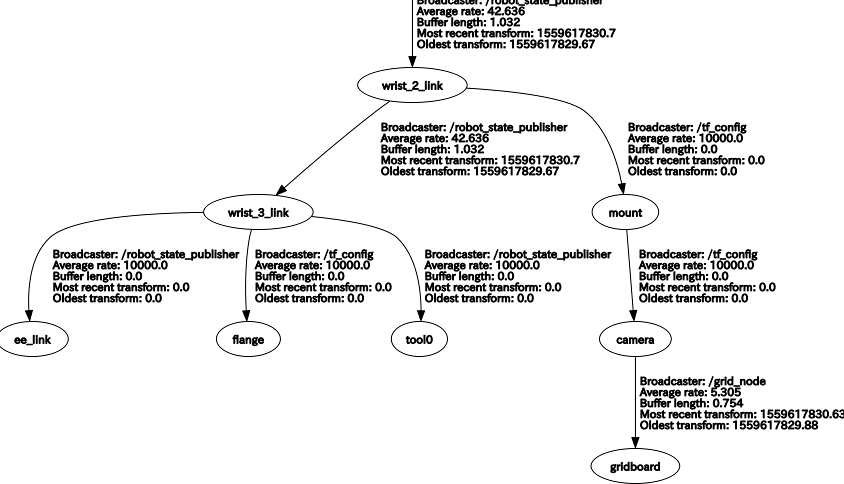 Broadcaster: /robot_state_publisher
Average rate: 42.636
Buffer length: 1.032
Most recent transform: 1559617830.7
Oldest transform: 1559617829.67
wrist_2_link
Broadcaster: /robot_state_publisher
Average rate: 42.636
Buffer length: 1.032
Most recent transform: 1559617830.7
Oldest transform: 1559617829.67
Broadcaster: /tf_config
Average rate: 10000.0
Buffer length: 0.0
Most recent transform: 0.0
Oldest transform: 0.0
wrist_3_link
mount
Broadcaster: /robot_state_publisher
Average rate: 10000.0
Buffer length: 0.0
Most recent transform: 0.0
Oldest transform: 0.0
Broadcaster: /tf_config
Average rate: 10000.0
Buffer length: 0.0
Most recent transform: 0.0
Oldest transform: 0.0
Broadcaster: /robot_state_publisher
Average rate: 10000.0
Buffer length: 0.0
Most recent transform: 0.0
Oldest transform: 0.0
Broadcaster: /tf_config
Average rate: 10000.0
Buffer length: 0.0
Most recent transform: 0.0
Oldest transform: 0.0
ee_link
flange
tool0
camera
Broadcaster: /grid_node
Average rate: 5.305
Buffer length: 0.754
Most recent transform: 1559617830.63
Oldest transform: 1559617829.88
gridboard